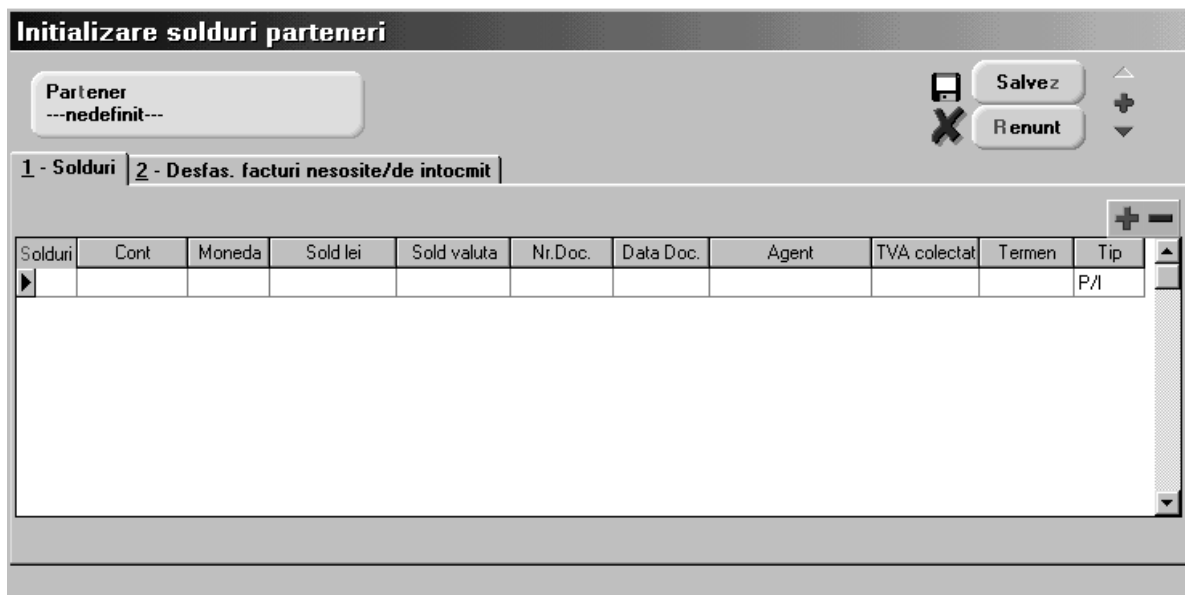 Initializare solduri parteneri
Partener
---nedefinit---
Salvez
Renunt
1 - Solduri 2 - Desfas. facturi nesosite/de intocmit
Solduri Cont Moneda Sold lei Sold valuta Nr.Doc. Data Doc. Agent TVA colectat Termen Tip
P/I